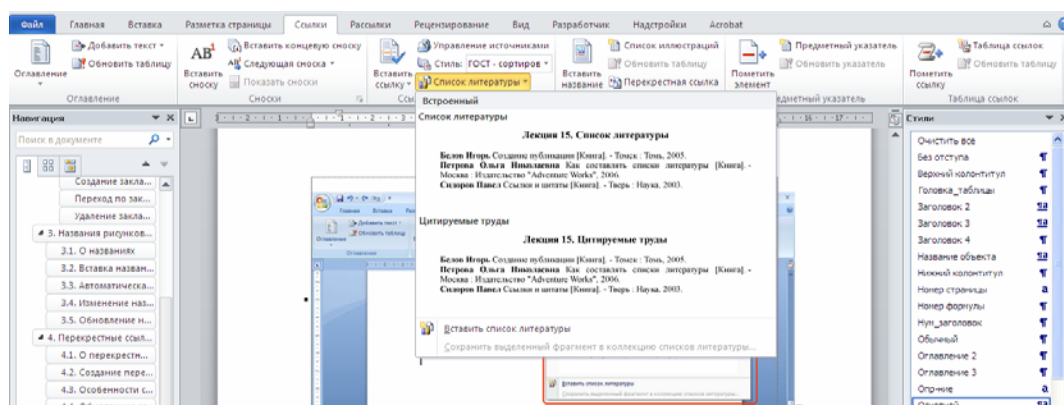 Файл Главная Вставка Разметка страницы Ссылки Рассылки Рецензирование Вид Разработчик Надстройки Acrobat
Оглавление
Добавить текст
Обновить таблицу
Оглавление
AB¹
Вставить сноску
Вставить концевую сноску
Следующая сноска
Показать сноски
Сноски
Вставить ссылку
Управление источниками
Стиль: ГОСТ - сортиров
Список литературы
Вставить название
Список иллюстраций
Обновить таблицу
Перекрестная ссылка
Пометить элемент
Предметный указатель
Обновить указатель
предметный указатель
Пометить ссылку
Таблица ссылок
Обновить таблицу
Таблица ссылок
Навигация
Поиск в документе
Создание закла...
Переход по зак...
Удаление закла...
3. Названия рисунков...
3.1. О названиях
3.2. Вставка назван...
3.3. Автоматическа...
3.4. Изменение наз...
3.5. Обновление н...
4. Перекрестные ссыл...
4.1. О перекрестн...
4.2. Создание пере...
4.3. Особенности с...
Встроенный
Список литературы
Лекция 15. Список литературы
Белов Игорь Создание публикации [Книга]. - Томск : Томь, 2005.
Петрова Ольга Николаевна Как составлять списки литературы [Книга]. -
Москва : Издательство "Adventure Works", 2006.
Сидоров Павел Ссылки и цитаты [Книга]. - Тверь : Наука, 2003.
Цитируемые труды
Лекция 15. Цитируемые труды
Белов Игорь Создание публикации [Книга]. - Томск : Томь, 2005.
Петрова Ольга Николаевна Как составлять списки литературы [Книга]. -
Москва : Издательство "Adventure Works", 2006.
Сидоров Павел Ссылки и цитаты [Книга]. - Тверь : Наука, 2003.
Вставить список литературы
Сохранить выделенный фрагмент в коллекцию списков литературы...
Вставить список литературы
Стили
Очистить все
Без отступа
Верхний колонтитул
Головка_таблицы
Заголовок 2
Заголовок 3
Заголовок 4
Название объекта
Нижний колонтитул
Номер страницы
Номер формулы
Нум_заголовок
Обычный
Оглавление 2
Оглавление 3